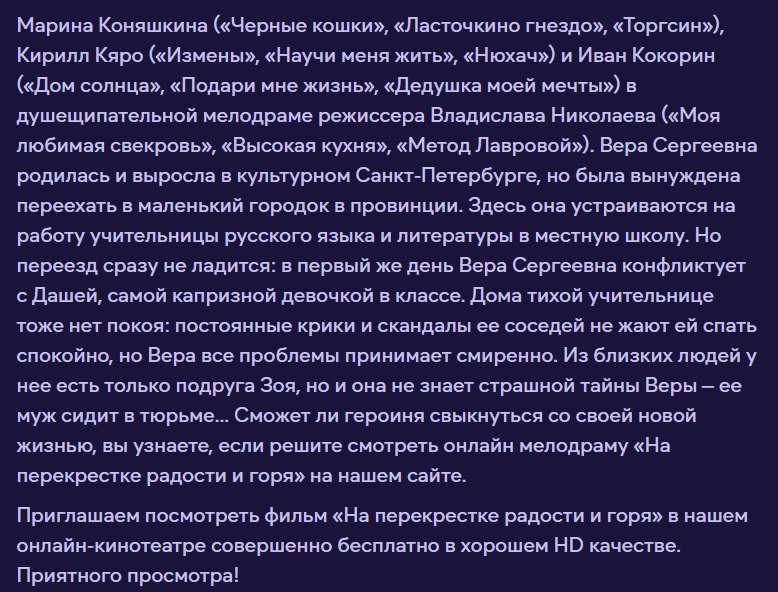 Марина Коняшкина («Черные кошки», «Ласточкино гнездо», «Торгсин»),
Кирилл Кяро («Измены», «Научи меня жить», «Нюхач») и Иван Кокорин
(«Дом солнца», «Подари мне жизнь», «Дедушка моей мечты») в
душещипательной мелодраме режиссера Владислава Николаева («Моя
любимая свекровь», «Высокая кухня», «Метод Лавровой»). Вера Сергеевна
родилась и выросла в культурном Санкт-Петербурге, но была вынуждена
переехать в маленький городок в провинции. Здесь она устраиваются на
работу учительницы русского языка и литературы в местную школу. Но
переезд сразу не ладится: в первый же день Вера Сергеевна конфликтует
с Дашей, самой капризной девочкой в классе. Дома тихой учительнице
тоже нет покоя: постоянные крики и скандалы ее соседей не жают ей спать
спокойно, но Вера все проблемы принимает смиренно. Из близких людей у
нее есть только подруга Зоя, но и она не знает страшной тайны Веры – ее
муж сидит в тюрьме... Сможет ли героиня свыкнуться со своей новой
жизнью, вы узнаете, если решите смотреть онлайн мелодраму «На
перекрестке радости и горя» на нашем сайте.
Приглашаем посмотреть фильм «На перекрестке радости и горя» в нашем
онлайн-кинотеатре совершенно бесплатно в хорошем HD качестве.
Приятного просмотра!